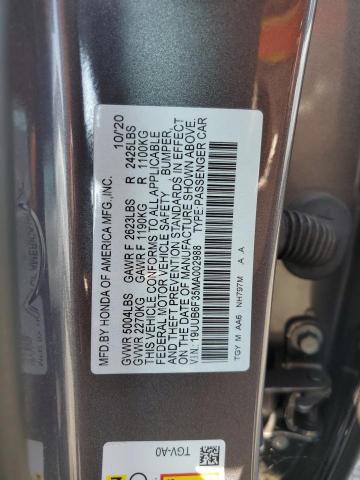 MFD.BY HONDA OF AMERICA MFG.,INC. 10/20
GVWR 5004LBS GAWR F 2623LBS R 2425LBS
GVWR 2270KG GAWR F 1190KG R 1100KG
THIS VEHICLE CONFORMS TO ALL APPLICABLE
FEDERAL MOTOR VEHICLE SAFETY, BUMPER,
AND THEFT PREVENTION STANDARDS IN EFFECT
ON THE DATE OF MANUFACTURE SHOWN ABOVE.
V.I.N.: 19UUB6F35MA002988 TYPE:PASSENGER CAR
TGY M AA6 NH797M A A
TGV-A0